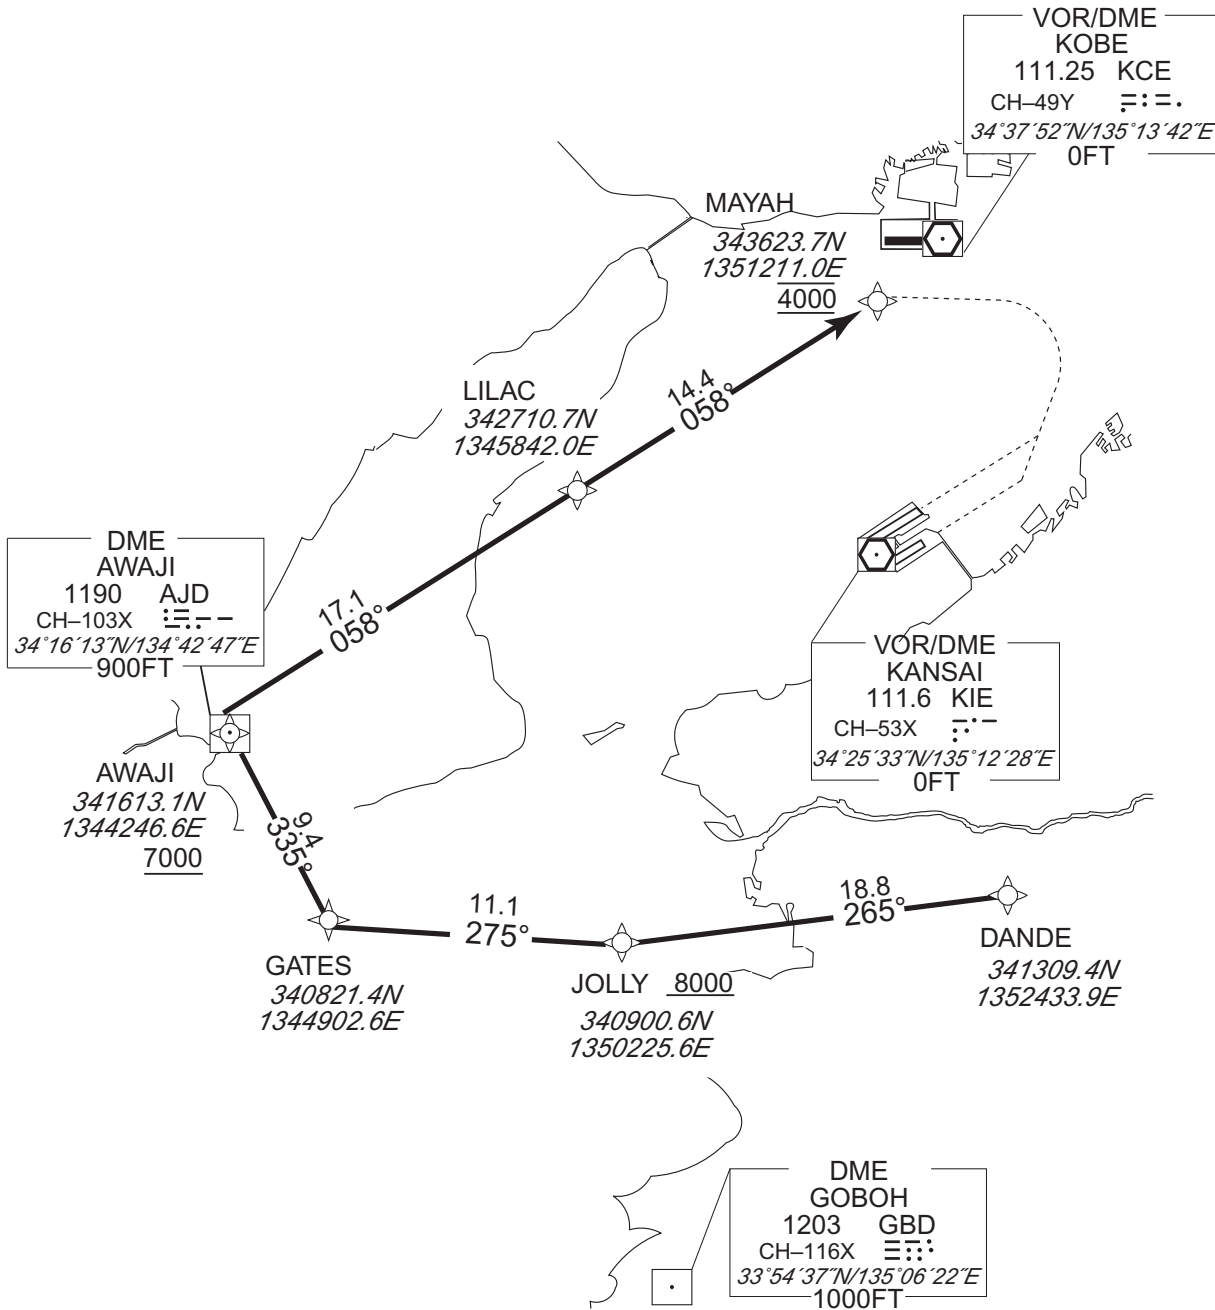 VOR/DME
KOBE
111.25 KCE
CH–49Y
34°37´52˝N/135°13´42˝E
0FT
MAYAH
343623.7N
1351211.0E
4000
14.4
058°
LILAC
342710.7N
1345842.0E
17.1
058°
DME
AWAJI
1190 AJD
CH–103X
34°16´13˝N/134°42´47˝E
900FT
VOR/DME
KANSAI
111.6 KIE
CH–53X
34°25´33˝N/135°12´28˝E
0FT
AWAJI
341613.1N
1344246.6E
7000
9.4
335°
11.1
275°
18.8
265°
GATES
340821.4N
1344902.6E
JOLLY 8000
340900.6N
1350225.6E
DANDE
341309.4N
1352433.9E
DME
GOBOH
1203 GBD
CH–116X
33°54´37˝N/135°06´22˝E
1000FT